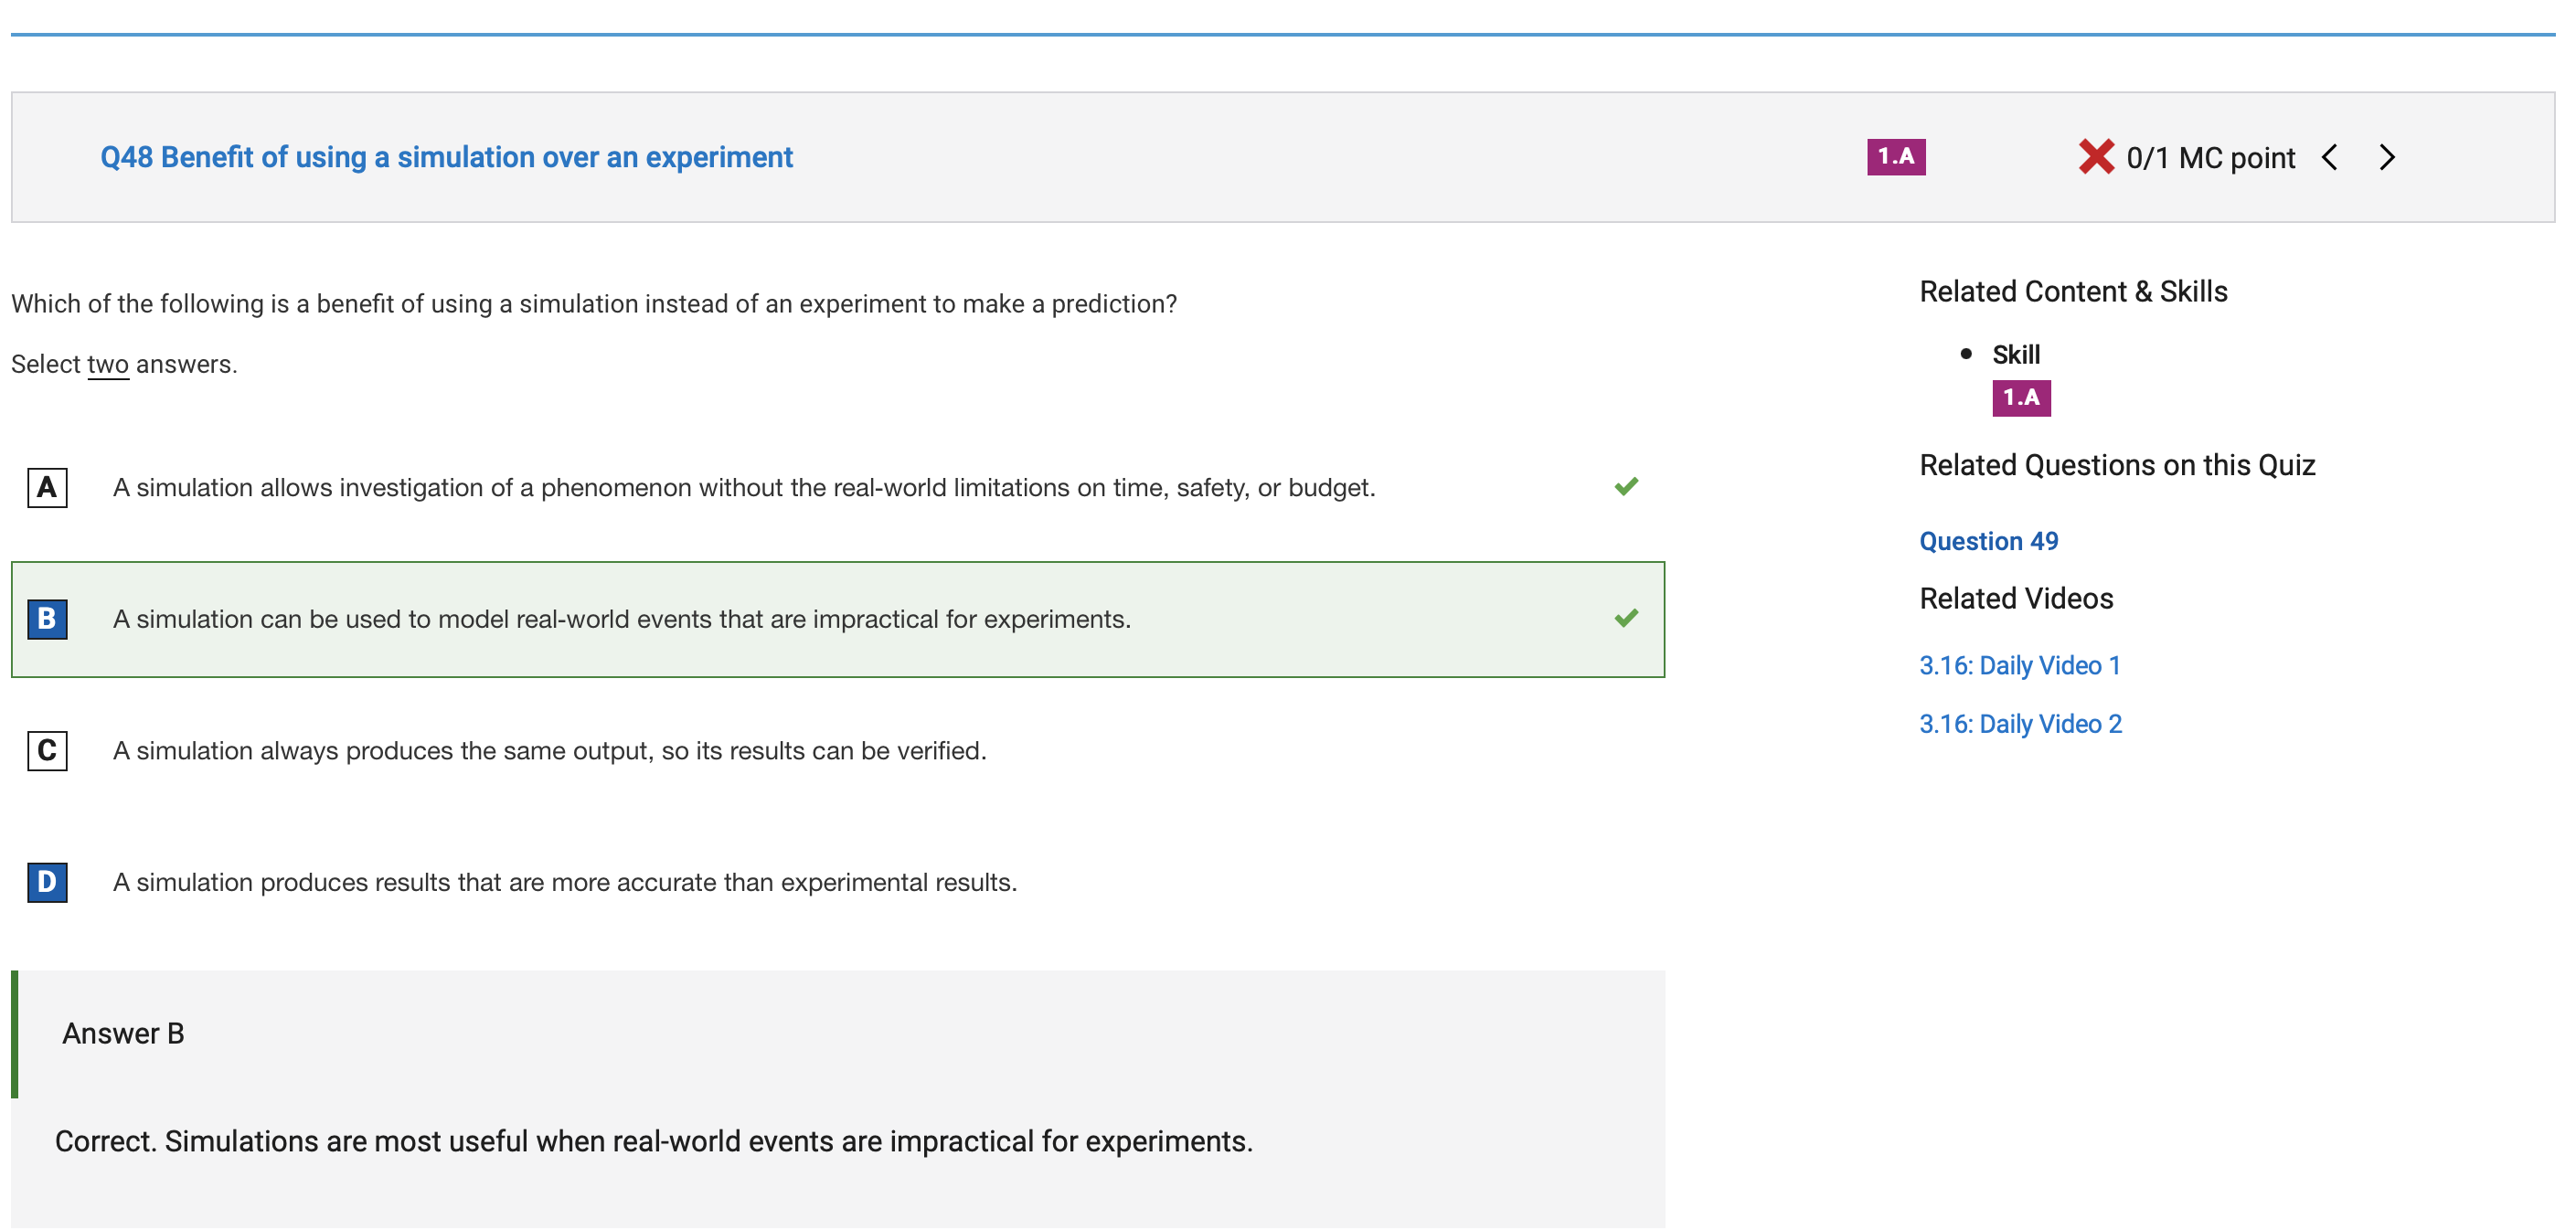 Q48 Benefit of using a simulation over an experiment
1.A
0/1 MC point
Which of the following is a benefit of using a simulation instead of an experiment to make a prediction?
Select two answers.
A
A simulation allows investigation of a phenomenon without the real-world limitations on time, safety, or budget.
B
A simulation can be used to model real-world events that are impractical for experiments.
C
A simulation always produces the same output, so its results can be verified.
D
A simulation produces results that are more accurate than experimental results.
Answer B
Correct. Simulations are most useful when real-world events are impractical for experiments.
Related Content & Skills
Skill
1.A
Related Questions on this Quiz
Question 49
Related Videos
3.16: Daily Video 1
3.16: Daily Video 2